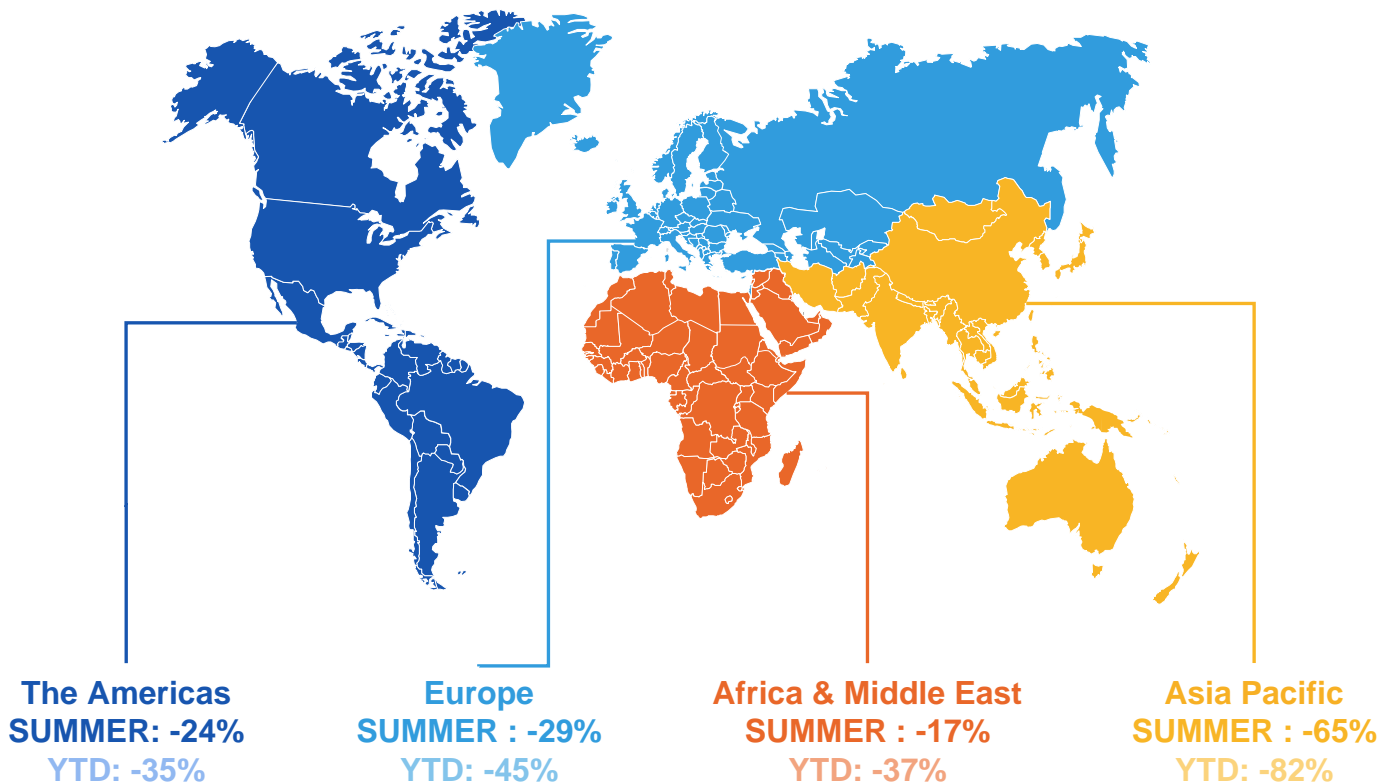 The Americas
SUMMER: -24%
YTD: -35%
Europe
SUMMER : -29%
YTD: -45%
Africa & Middle East
SUMMER : -17%
YTD: -37%
Asia Pacific
SUMMER : -65%
YTD: -82%